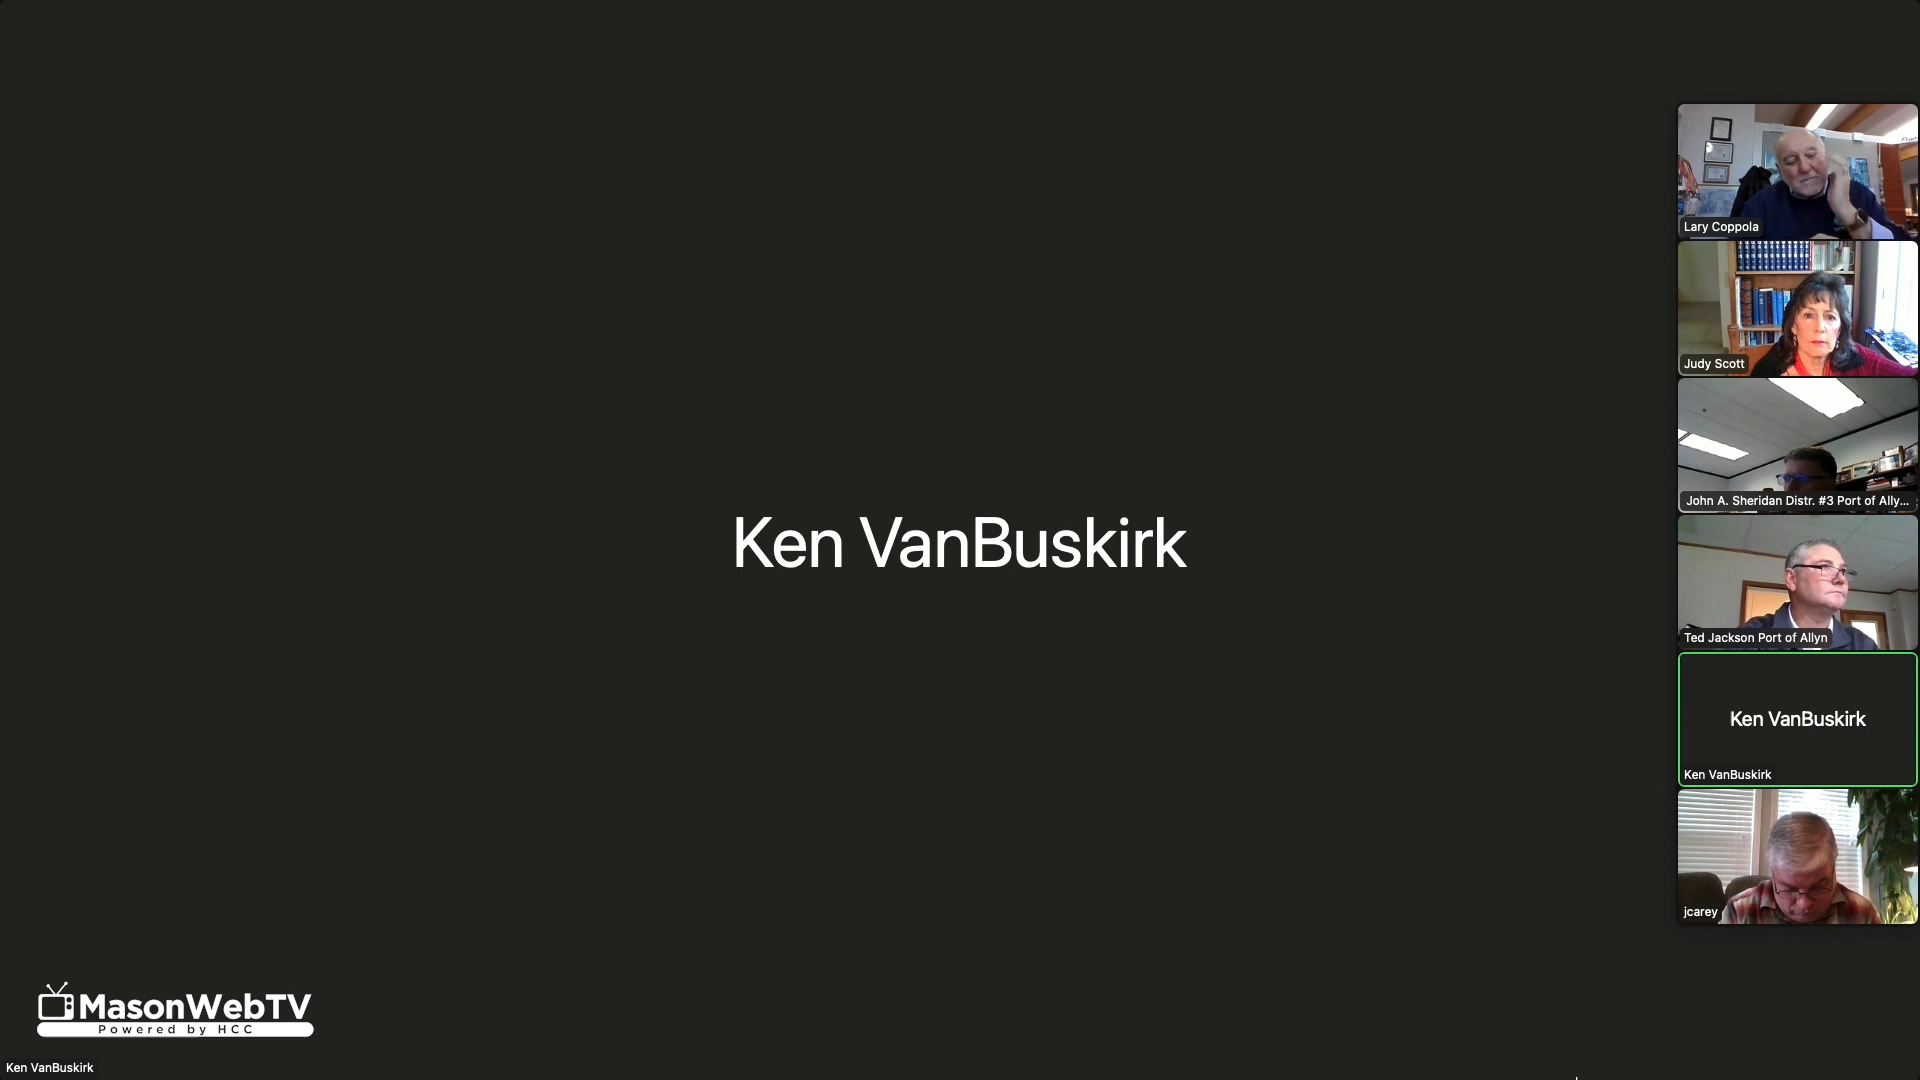 Ken VanBuskirk
Lary Coppola
Judy Scott
John A. Sheridan Distr. #3 Port of Ally...
Ted Jackson Port of Allyn
Ken VanBuskirk
Ken VanBuskirk
jcarey
MasonWebTV
Powered by HCC
Ken VanBuskirk